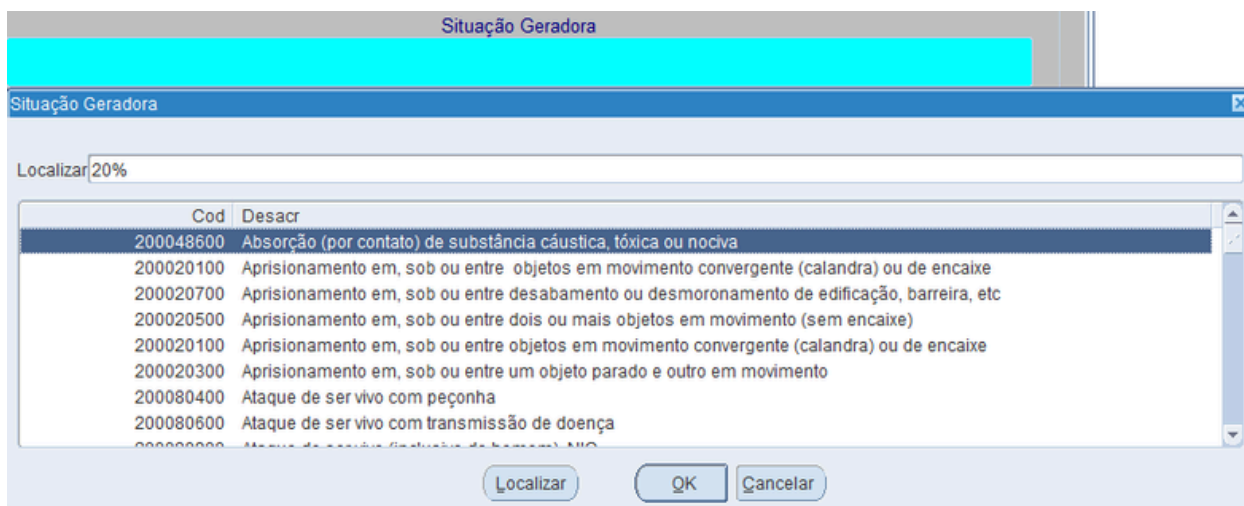 Situação Geradora
Situação Geradora
Localizar 20%
Cod Desacr
200048600 Absorção (por contato) de substância cáustica, tóxica ou nociva
200020100 Aprisionamento em, sob ou entre  objetos em movimento convergente (calandra) ou de encaixe
200020700 Aprisionamento em, sob ou entre desabamento ou desmoronamento de edificação, barreira, etc
200020500 Aprisionamento em, sob ou entre dois ou mais objetos em movimento (sem encaixe)
200020100 Aprisionamento em, sob ou entre objetos em movimento convergente (calandra) ou de encaixe
200020300 Aprisionamento em, sob ou entre um objeto parado e outro em movimento
200080400 Ataque de ser vivo com peçonha
200080600 Ataque de ser vivo com transmissão de doença
Localizar OK Cancelar